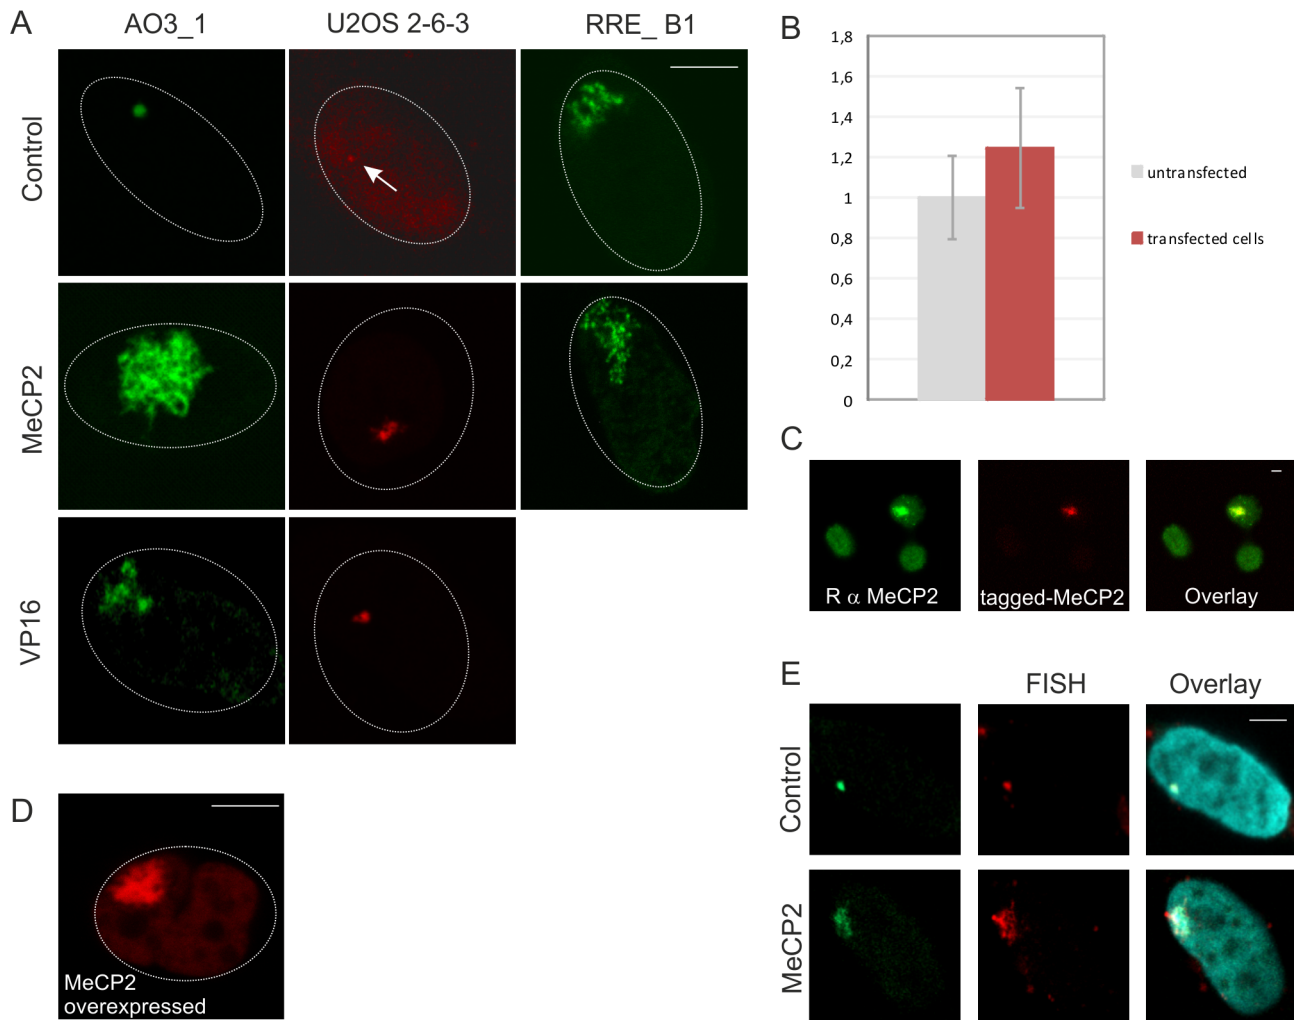 A
AO3_1
U2OS 2-6-3
RRE_ B1
Control
MeCP2
VP16
B
1,8
1,6
1,4
1,2
1
0,8
0,6
0,4
0,2
0
untransfected
transfected cells
C
R α MeCP2
tagged-MeCP2
Overlay
D
MeCP2
overexpressed
E
FISH
Overlay
Control
MeCP2